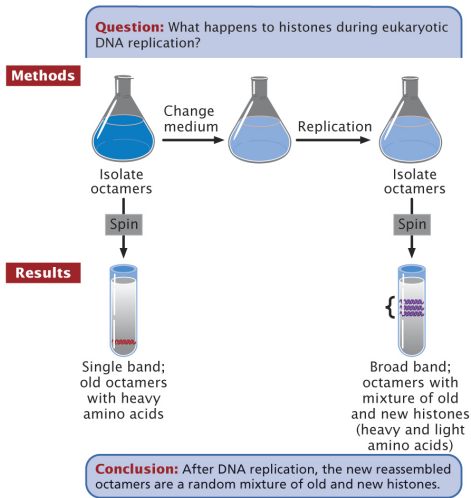 Question: What happens to histones during eukaryotic
DNA replication?
Methods
Change
medium
Replication
Isolate
octamers
Isolate
octamers
Spin
Spin
Results
Single band;
old octamers
with heavy
amino acids
Broad band;
octamers with
mixture of old
and new histones
(heavy and light
amino acids)
Conclusion: After DNA replication, the new reassembled
octamers are a random mixture of old and new histones.